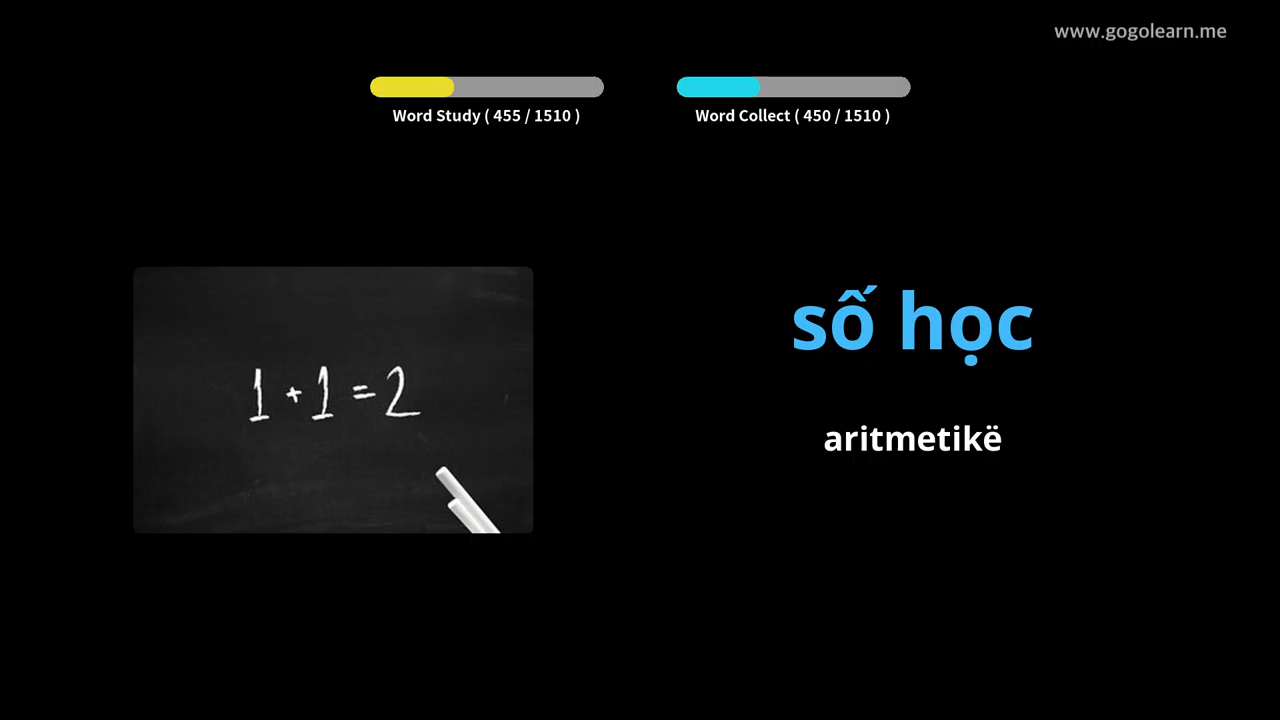 www.gogolearn.me
Word Study ( 455 / 1510 )
Word Collect ( 450 / 1510 )
1 + 1 = 2
số học
aritmetikë